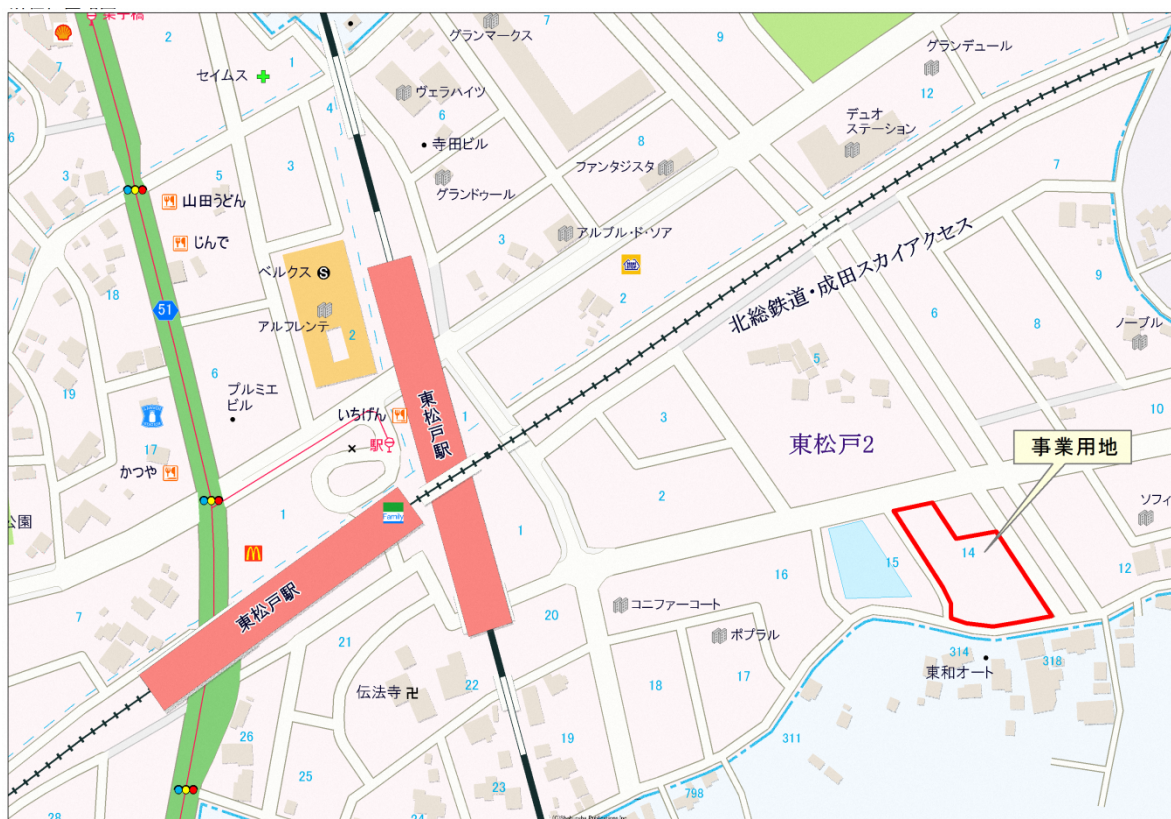 2
7
グランマークス
9
グランデュール
7
セイムス
1
4
ヴェラハイツ
12
6
デュオ
ステーション
6
寺田ビル
8
3
5
3
ファンタジスタ
7
グランドゥール
山田うどん
じんで
3
アルブル・ド・ソア
ベルクス
S
18
2
北総鉄道・成田スカイアクセス
9
51
アルフレンテ
2
6
8
ノーブル
6
5
19
プルミエ
ビル
東松戸駅
いちげん
1
3
10
駅
東松戸2
事業用地
17
かつや
2
ソフィ
公園
1
Family
1
14
15
16
12
7
東松戸駅
コニファーコート
20
21
ポプラル
314
318
伝法寺
22
17
東和オート
18
26
19
311
25
23
798
28
24